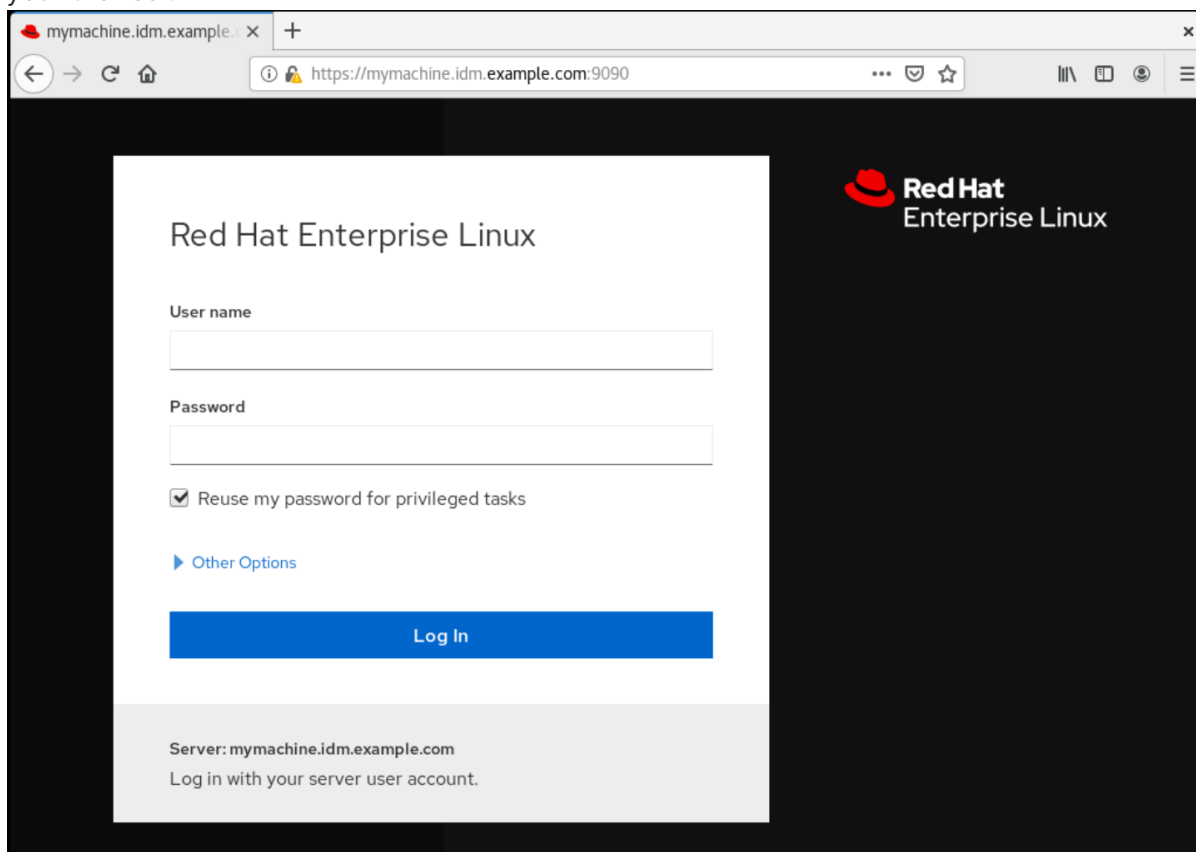 mymachine.idm.example.c
https://mymachine.idm.example.com:9090
Red Hat
Enterprise Linux
Red Hat Enterprise Linux
User name
Password
Reuse my password for privileged tasks
Other Options
Log In
Server: mymachine.idm.example.com
Log in with your server user account.